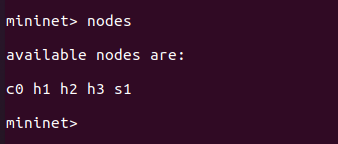 mininet> nodes
available nodes are:
c0 h1 h2 h3 s1
mininet>